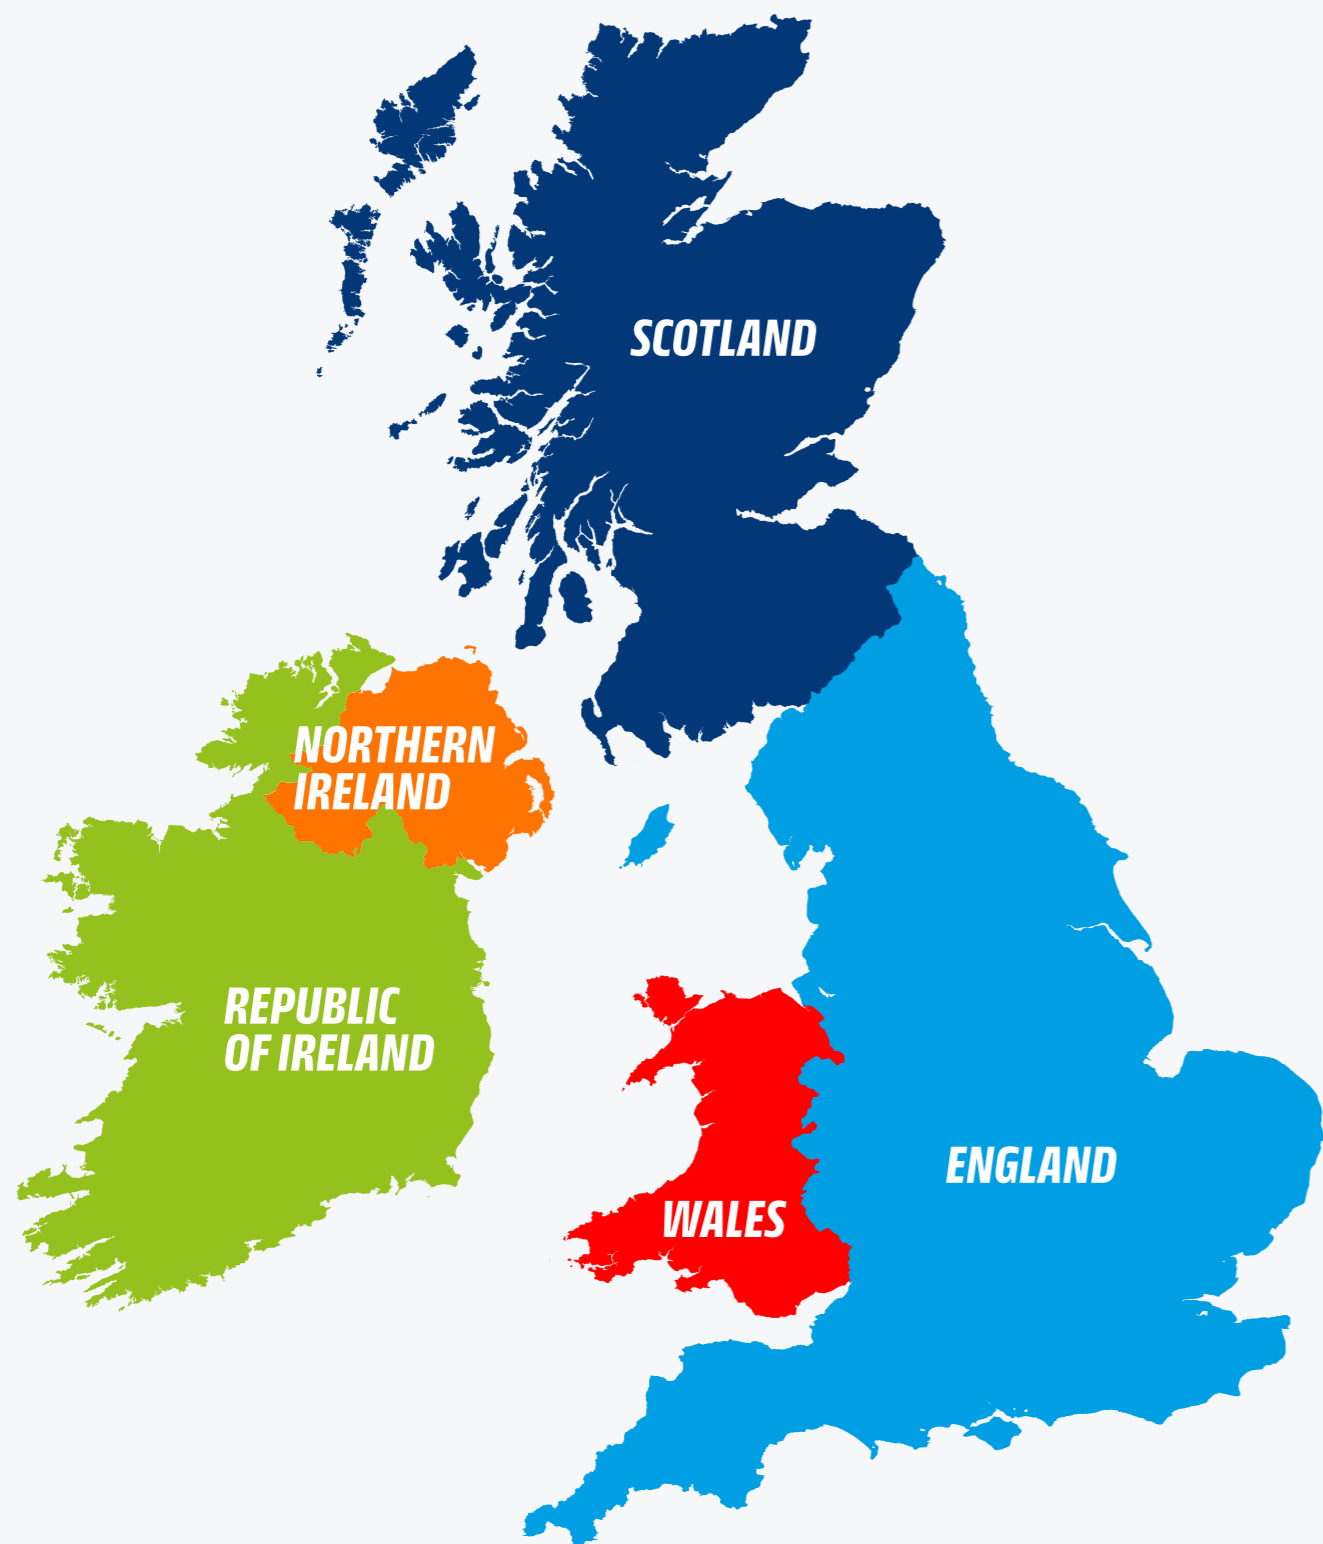 SCOTLAND
NORTHERN
IRELAND
REPUBLIC
OF IRELAND
ENGLAND
WALES